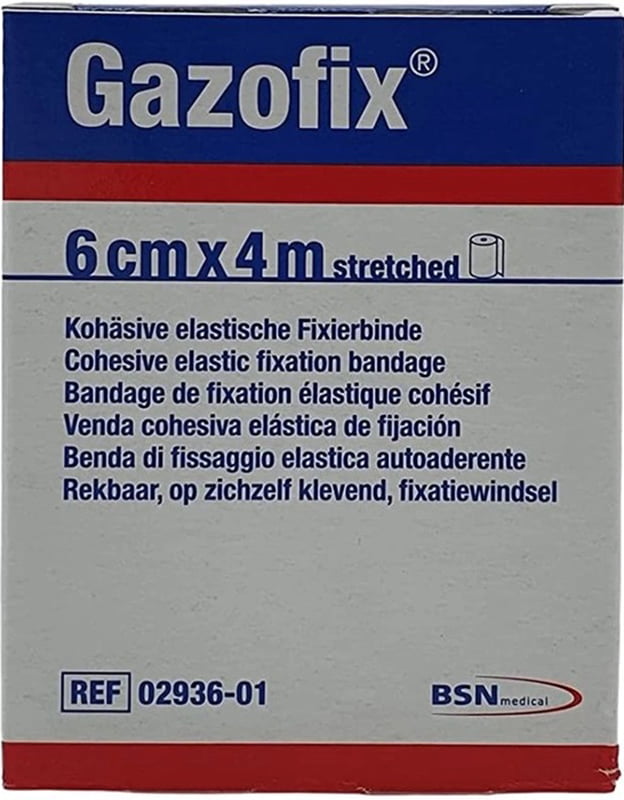 Gazofix®
6 cm x 4 m stretched
Kohäsive elastische Fixierbinde
Cohesive elastic fixation bandage
Bandage de fixation élastique cohésif
Venda cohesiva elástica de fijación
Benda di fissaggio elastica autoaderente
Rekbaar, op zichzelf klevend, fixatiewindsel
REF 02936-01
BSN medical